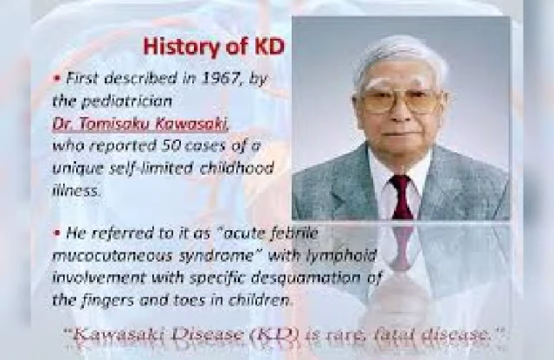 History of KD
• First described in 1967, by
the pediatrician
Dr. Tomisaku Kawasaki,
who reported 50 cases of a
unique self-limited childhood
illness.
• He referred to it as "acute febrile
mucocutaneous syndrome" with lymphoid
involvement with specific desquamation of
the fingers and toes in children.
"Kawasaki Disease (KD) is rare, fatal disease.".